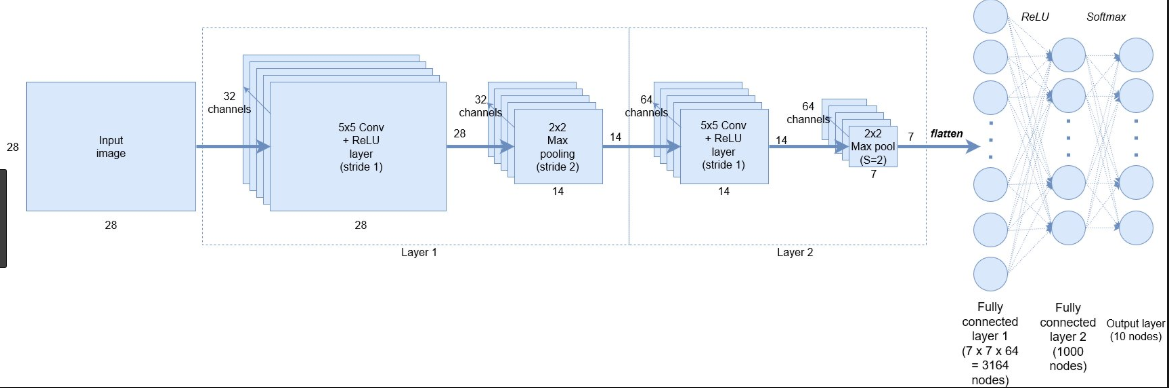 28
Input
image
28
32
channels
5x5 Conv
+ ReLU
layer
(stride 1)
28
28
32
channels
2x2
Max
pooling
(stride 2)
14
14
Layer 1
64
channels
5x5 Conv
+ ReLU
layer
(stride 1)
14
14
64
channels
2x2
Max pool
(S=2)
7
7
Layer 2
flatten
ReLU
Softmax
Fully
connected
layer 1
(7 x 7 x 64
= 3164
nodes)
Fully
connected
layer 2
(1000
nodes)
Output layer
(10 nodes)